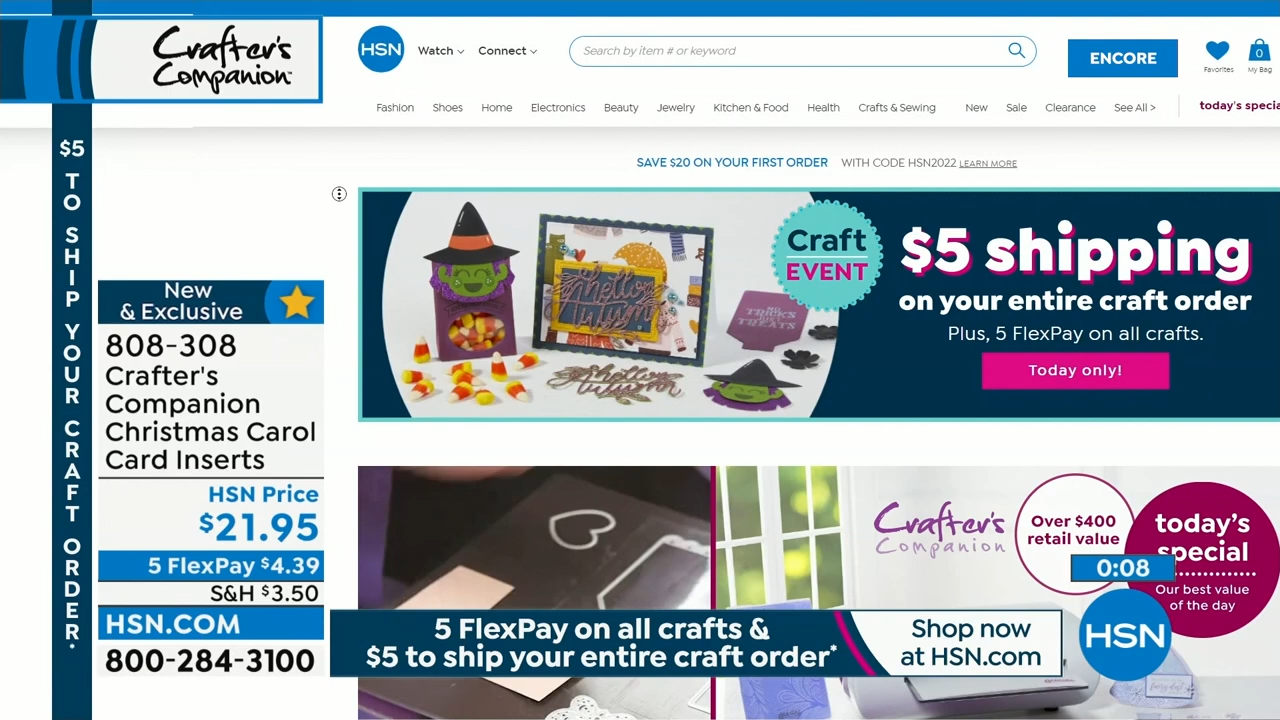 Crafter's
Companion
$5 TO SHIP YOUR CRAFT ORDER.*
New
& Exclusive
808-308
Crafter's
Companion
Christmas Carol
Card Inserts
HSN Price
$21.95
5 FlexPay $4.39
S&H $3.50
HSN.COM
800-284-3100
HSN
Watch
Connect
Search by item # or keyword
ENCORE
Favorites
0
My Bag
Fashion
Shoes
Home
Electronics
Beauty
Jewelry
Kitchen & Food
Health
Crafts & Sewing
New
Sale
Clearance
See All >
today's specia
SAVE $20 ON YOUR FIRST ORDER WITH CODE HSN2022 LEARN MORE
hello
Autumn
NO
TRICKS
JUST
TREATS
hello
Autumn
Craft
EVENT
$5 shipping
on your entire craft order
Plus, 5 FlexPay on all crafts.
Today only!
Crafter's
Companion
Over $400
retail value
today's
special
Our best value
of the day
0:08
5 FlexPay on all crafts &
$5 to ship your entire craft order*
Shop now
at HSN.com
HSN